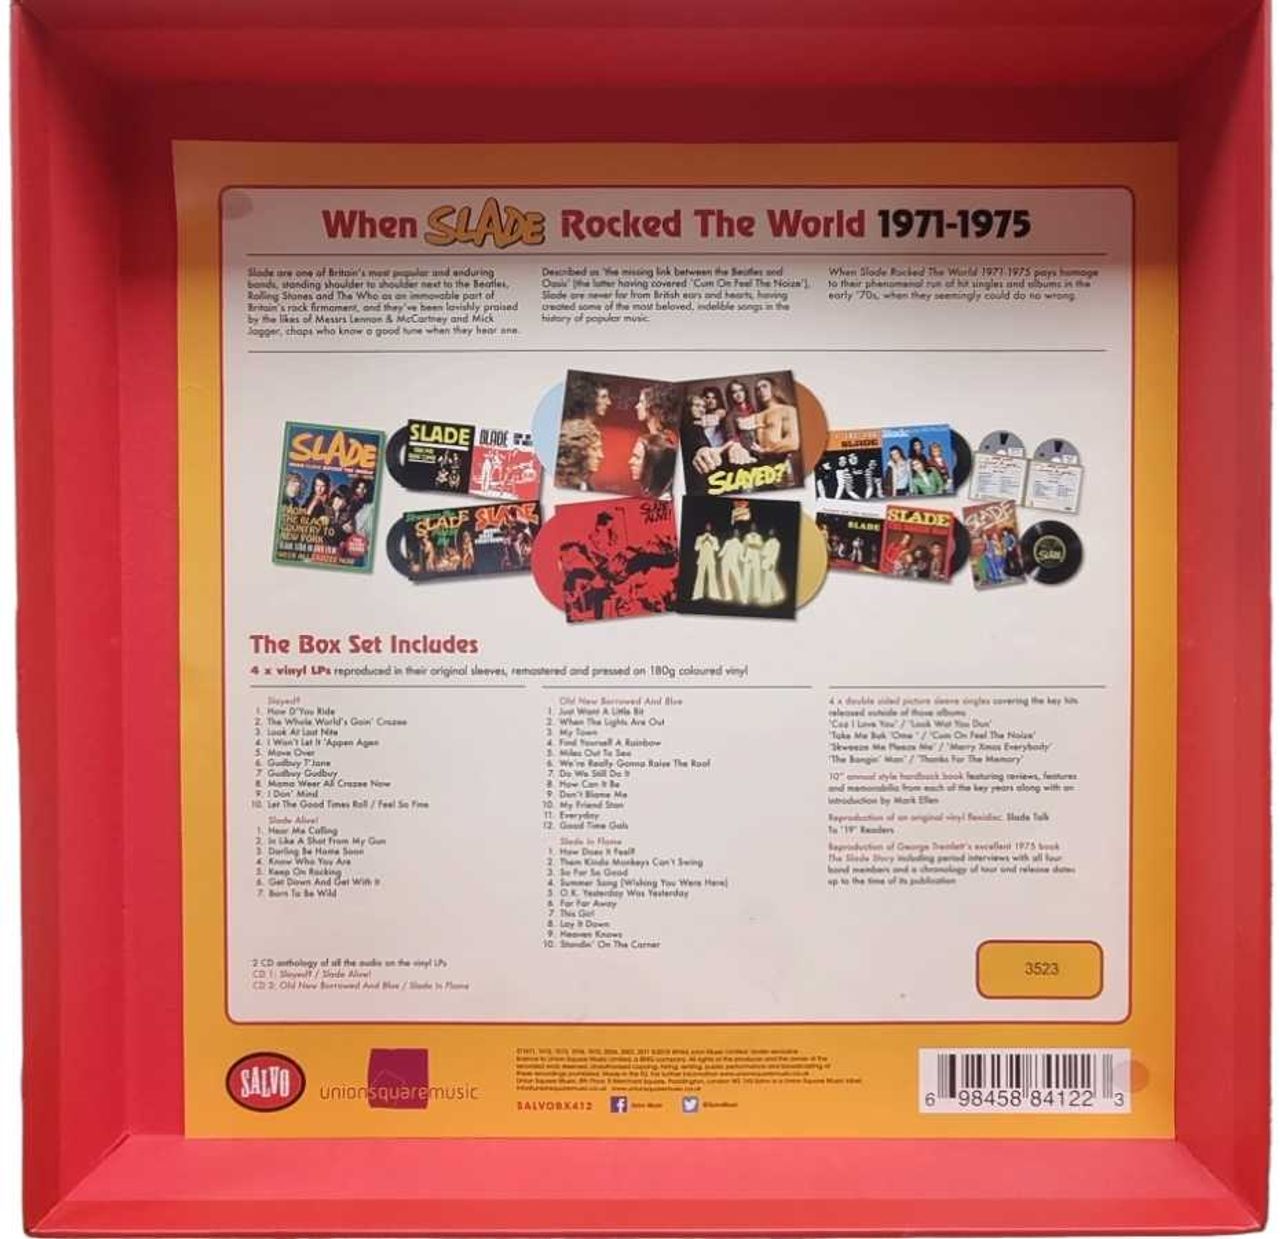 When SLADE Rocked The World 1971-1975
Slade are one of Britain's most popular and enduring
bands, standing shoulder to shoulder next to the Beatles,
Rolling Stones and The Who as an immovable part of
Britain's rock firmament, and they've been lavishly praised
by the likes of Messrs Lennon & McCartney and Mick
Jagger, chaps who know a good tune when they hear one.
Described as 'the missing link between the Beatles and
Oasis' (the latter having covered 'Cum On Feel The Noize'),
Slade are never far from British ears and hearts, having
created some of the most beloved, indelible songs in the
history of popular music.
When Slade Rocked The World 1971-1975 pays homage
to their phenomenal run of hit singles and albums in the
early '70s, when they seemingly could do no wrong.
SLADE
FROM
THE BLACK
COUNTRY TO
NEW YORK
SLADE
SLADE
SLADE
SLADE
SLAYED?
SLADE ALIVE!
SLADE
SLADE
SLADE
SLADE
SLADE
The Box Set Includes
4 x vinyl LPs reproduced in their original sleeves, remastered and pressed on 180g coloured vinyl
Slayed?
1. How D'You Ride
2. The Whole World's Goin' Crazee
3. Look At Last Nite
4. I Won't Let It 'Appen Agen
5. Move Over
6. Gudbuy T'Jane
7. Gudbuy Gudbuy
8. Mama Weer All Crazee Now
9. I Don' Mind
10. Let The Good Times Roll / Feel So Fine
Slade Alive!
1. Hear Me Calling
2. In Like A Shot From My Gun
3. Darling Be Home Soon
4. Know Who You Are
5. Keep On Rocking
6. Get Down And Get With It
7. Born To Be Wild
2 CD anthology of all the audio on the vinyl LPs
CD 1: Slayed? / Slade Alive!
CD 2: Old New Borrowed And Blue / Slade In Flame
Old New Borrowed And Blue
1. Just Want A Little Bit
2. When The Lights Are Out
3. My Town
4. Find Yourself A Rainbow
5. Miles Out To Sea
6. We're Really Gonna Raise The Roof
7. Do We Still Do It
8. How Can It Be
9. Don't Blame Me
10. My Friend Stan
11. Everyday
12. Good Time Gals
Slade In Flame
1. How Does It Feel?
2. Them Kinda Monkeys Can't Swing
3. So Far So Good
4. Summer Song (Wishing You Were Here)
5. O.K. Yesterday Was Yesterday
6. Far Far Away
7. This Girl
8. Lay It Down
9. Heaven Knows
10. Standin' On The Corner
4 x double sided picture sleeve singles covering the key hits
released outside of those albums
'Coz I Love You' / 'Look Wot You Dun'
'Take Me Bak 'Ome' / 'Cum On Feel The Noize'
'Skweeze Me Pleeze Me' / 'Merry Xmas Everybody'
'The Bangin' Man' / 'Thanks For The Memory'
10" annual style hardback book featuring reviews, features
and memorabilia from each of the key years along with an
introduction by Mark Ellen
Reproduction of an original vinyl flexidisc: Slade Talk
To '19' Readers
Reproduction of George Tremlett's excellent 1975 book
The Slade Story including period interviews with all four
band members and a chronology of tour and release dates
up to the time of its publication
3523
SALVO
unionsquaremusic
SALVOBX412
Salvo Music
@SalvoMusic
6 98458 84122 3